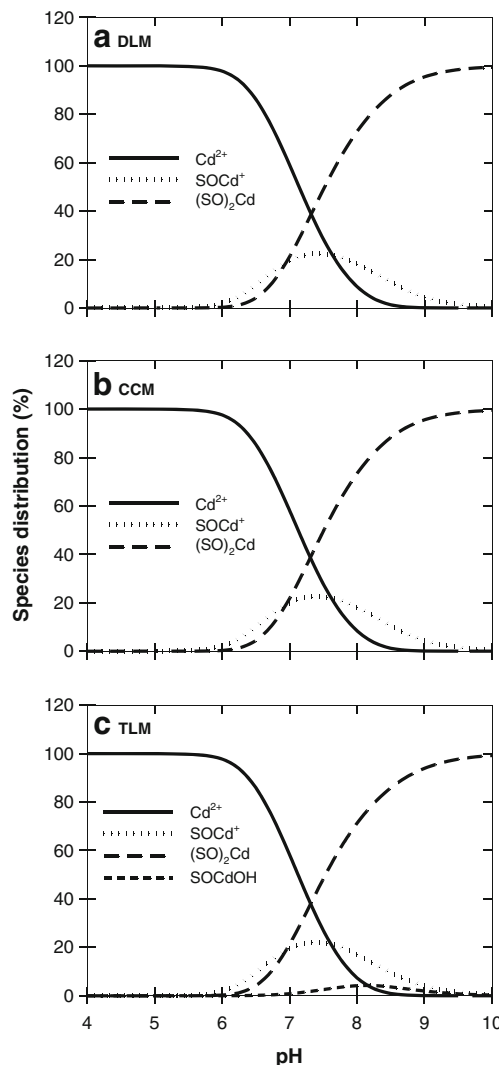 120
a DLM
100
80
60
40
20
0
Cd²⁺
SOCd⁺
(SO)₂Cd
120
b CCM
100
80
60
40
20
0
Cd²⁺
SOCd⁺
(SO)₂Cd
Species distribution (%)
120
c TLM
100
80
60
40
20
0
Cd²⁺
SOCd⁺
(SO)₂Cd
SOCdOH
4 5 6 7 8 9 10
pH